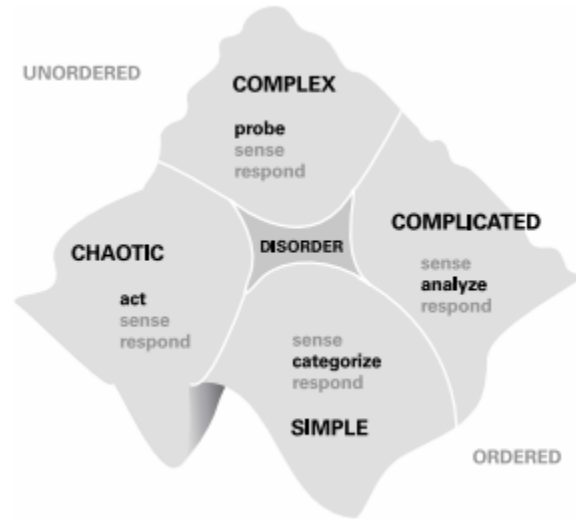 UNORDERED
COMPLEX
probe
sense
respond
COMPLICATED
sense
analyze
respond
DISORDER
CHAOTIC
act
sense
respond
sense
categorize
respond
SIMPLE
ORDERED